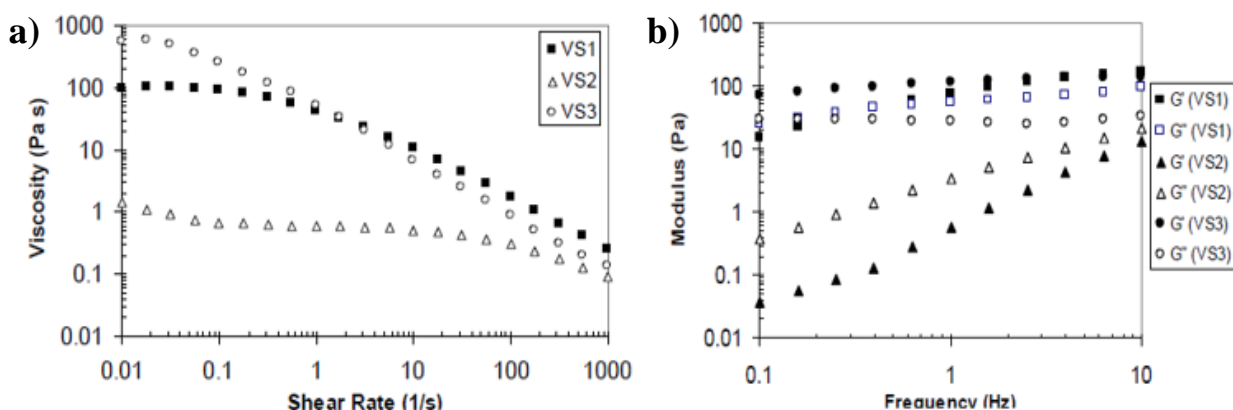 a)
1000
100
10
1
0.1
0.01
Viscosity (Pa s)
0.01 0.1 1 10 100 1000
Shear Rate (1/s)
VS1
VS2
VS3
b)
1000
100
10
1
0.1
0.01
Modulus (Pa)
0.1 1 10
Frequency (Hz)
G' (VS1)
G'' (VS1)
G' (VS2)
G'' (VS2)
G' (VS3)
G'' (VS3)